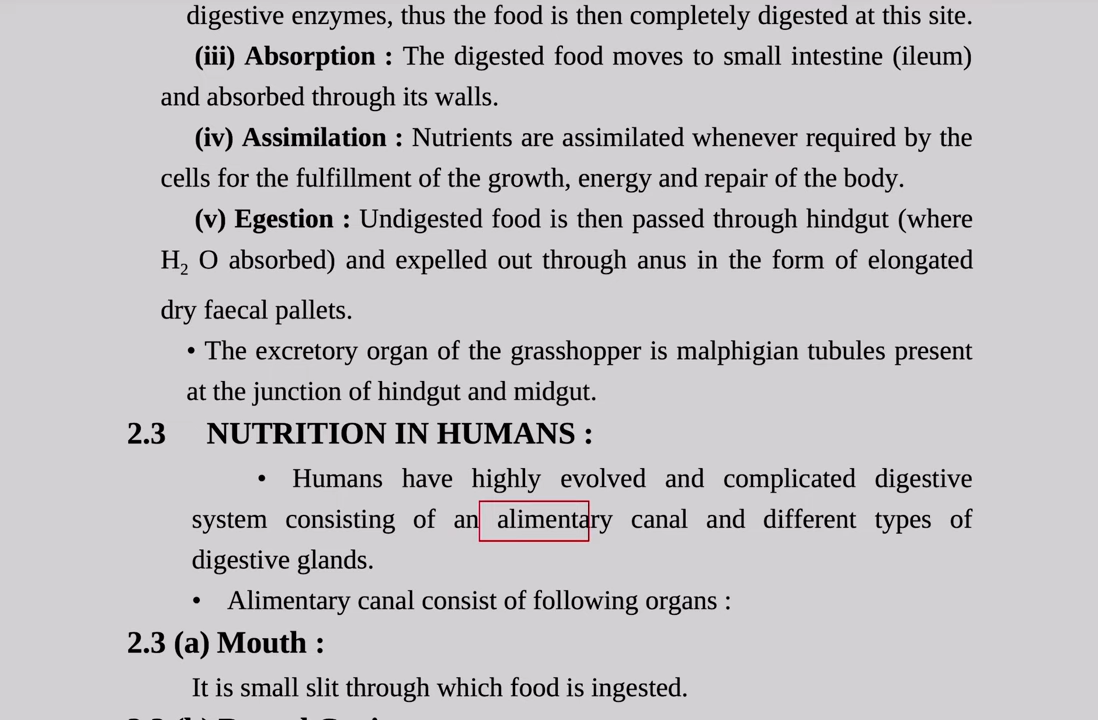 digestive enzymes, thus the food is then completely digested at this site.
(iii) Absorption : The digested food moves to small intestine (ileum)
and absorbed through its walls.
(iv) Assimilation : Nutrients are assimilated whenever required by the
cells for the fulfillment of the growth, energy and repair of the body.
(v) Egestion : Undigested food is then passed through hindgut (where
H₂ O absorbed) and expelled out through anus in the form of elongated
dry faecal pallets.
• The excretory organ of the grasshopper is malphigian tubules present
at the junction of hindgut and midgut.
2.3 NUTRITION IN HUMANS :
• Humans have highly evolved and complicated digestive
system consisting of an alimentary canal and different types of
digestive glands.
• Alimentary canal consist of following organs :
2.3 (a) Mouth :
It is small slit through which food is ingested.